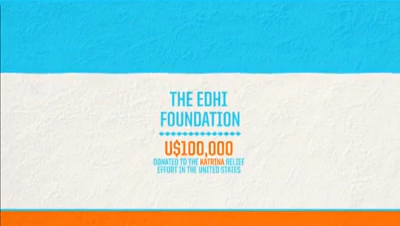 THE EDHI
FOUNDATION
U$100,000
DONATED TO THE KATRINA RELIEF
EFFORT IN THE UNITED STATES